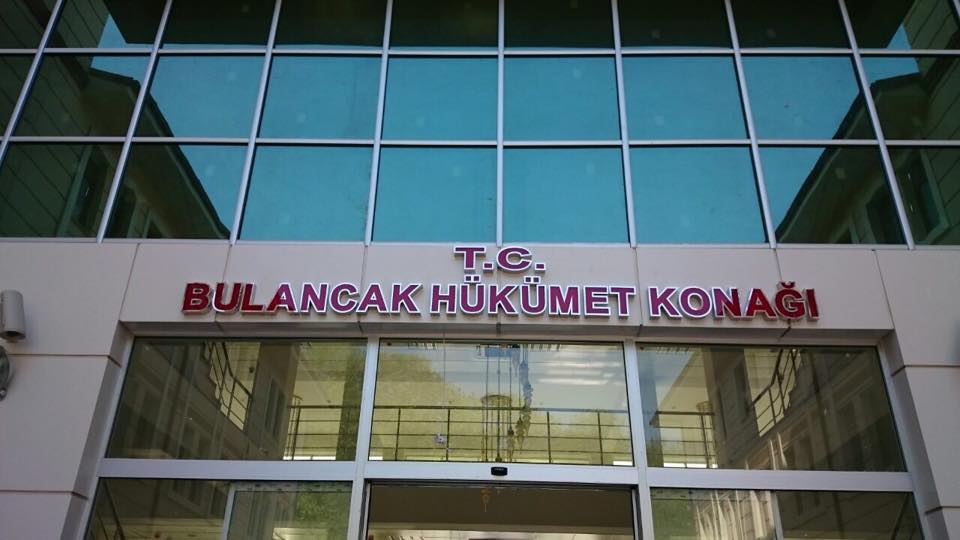 T.C.
BULANCAK HÜKÜMET KONAĞI